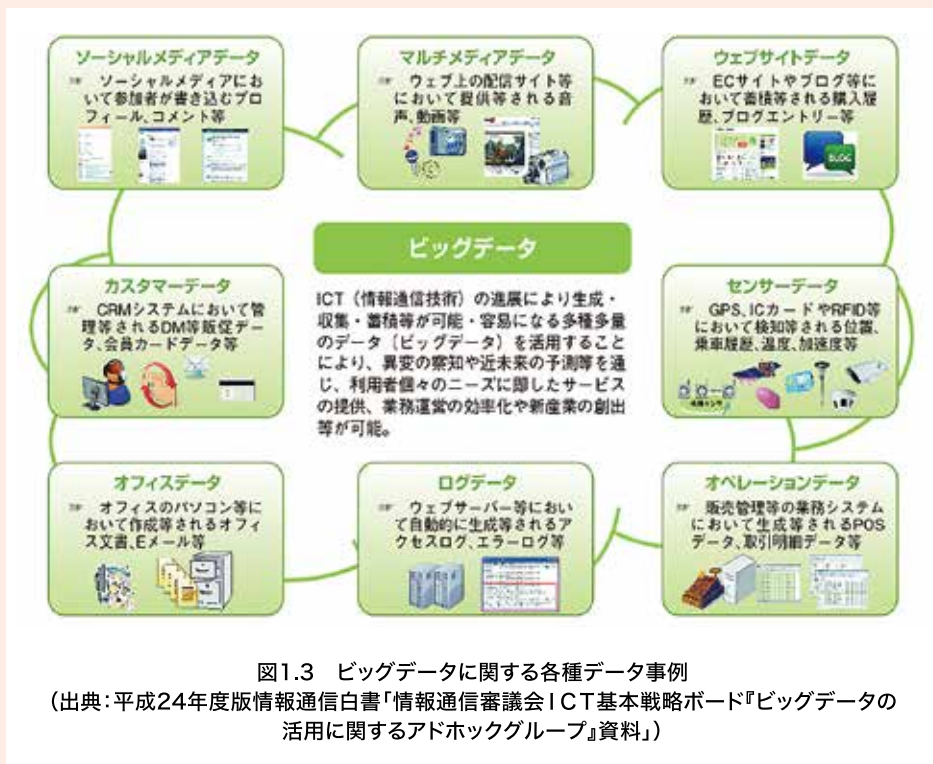 ソーシャルメディアデータ
ソーシャルメディアにお
いて参加者が書き込むプロ
フィール、コメント等
マルチメディアデータ
ウェブ上の配信サイト等
において提供等される音
声、動画等
ウェブサイトデータ
ECサイトやブログ等に
おいて蓄積等される購入履
歴、ブログエントリー等
BLOG
ビッグデータ
ICT（情報通信技術）の進展により生成・
収集・蓄積等が可能・容易になる多種多量
のデータ（ビッグデータ）を活用すること
により、異変の察知や近未来の予測等を通
じ、利用者個々のニーズに即したサービス
の提供、業務運営の効率化や新産業の創出
等が可能。
カスタマーデータ
CRMシステムにおいて管
理等されるDM等販促デー
タ、会員カードデータ等
センサーデータ
GPS、ICカードやRFID等
において検知等される位置、
乗車履歴、温度、加速度等
オフィスデータ
オフィスのパソコン等に
おいて作成等されるオフィ
ス文書、Eメール等
ログデータ
ウェブサーバー等におい
て自動的に生成等されるア
クセスログ、エラーログ等
オペレーションデータ
販売管理等の業務システム
において生成等されるPOS
データ、取引明細データ等
図1.3　ビッグデータに関する各種データ事例
（出典：平成24年度版情報通信白書「情報通信審議会ICT基本戦略ボード『ビッグデータの
活用に関するアドホックグループ』資料」）